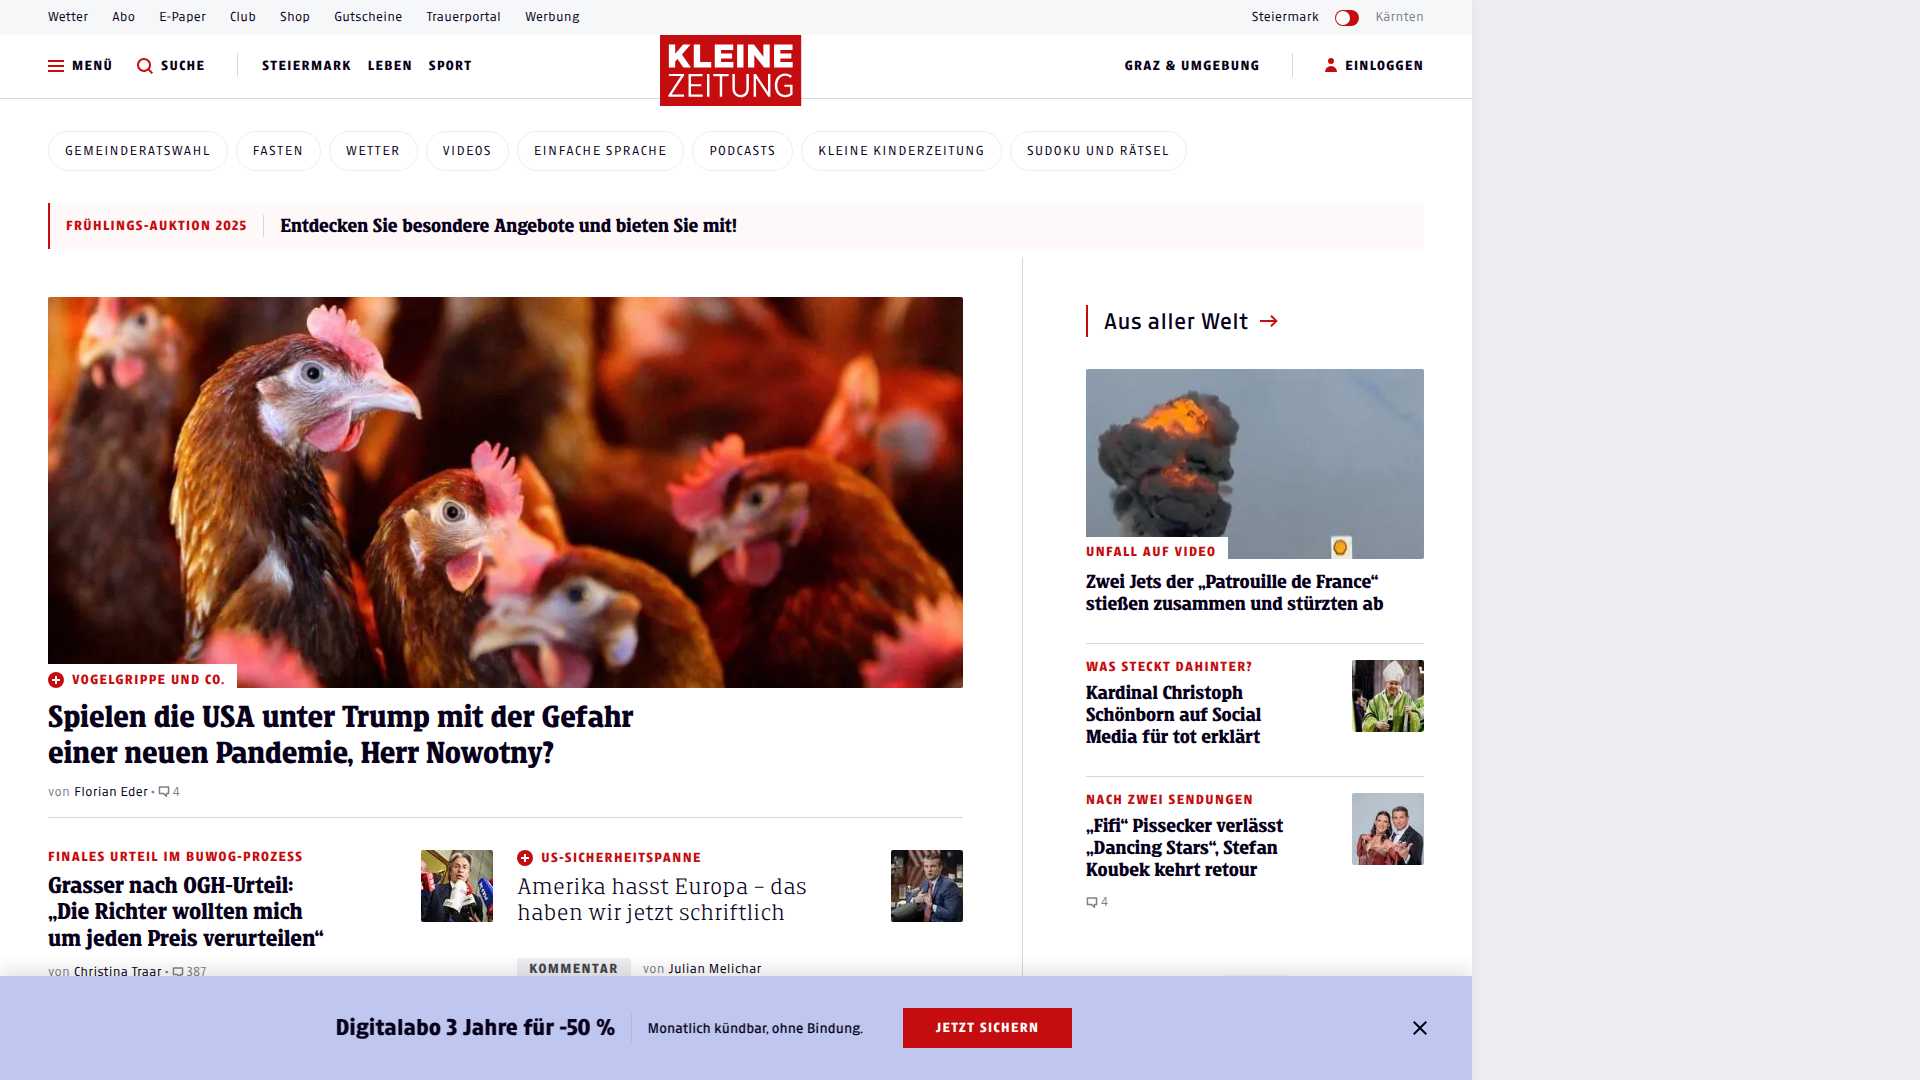 Wetter Abo E-Paper Club Shop Gutscheine Trauerportal Werbung Steiermark Kärnten
MENÜ SUCHE STEIERMARK LEBEN SPORT KLEINE ZEITUNG GRAZ & UMGEBUNG EINLOGGEN
GEMEINDERATSWAHL FASTEN WETTER VIDEOS EINFACHE SPRACHE PODCASTS KLEINE KINDERZEITUNG SUDOKU UND RÄTSEL
FRÜHLINGS-AUKTION 2025 Entdecken Sie besondere Angebote und bieten Sie mit!
VOGELGRIPPE UND CO.
Spielen die USA unter Trump mit der Gefahr
einer neuen Pandemie, Herr Nowotny?
von Florian Eder • 4
FINALES URTEIL IM BUWOG-PROZESS
Grasser nach OGH-Urteil:
„Die Richter wollten mich
um jeden Preis verurteilen“
von Christina Traar • 387
US-SICHERHEITSPANNE
Amerika hasst Europa – das
haben wir jetzt schriftlich
KOMMENTAR von Julian Melichar
Aus aller Welt →
UNFALL AUF VIDEO
Zwei Jets der „Patrouille de France“
stießen zusammen und stürzten ab
WAS STECKT DAHINTER?
Kardinal Christoph
Schönborn auf Social
Media für tot erklärt
NACH ZWEI SENDUNGEN
„Fifi“ Pissecker verlässt
„Dancing Stars“, Stefan
Koubek kehrt retour
4
Digitalabo 3 Jahre für -50 % Monatlich kündbar, ohne Bindung. JETZT SICHERN